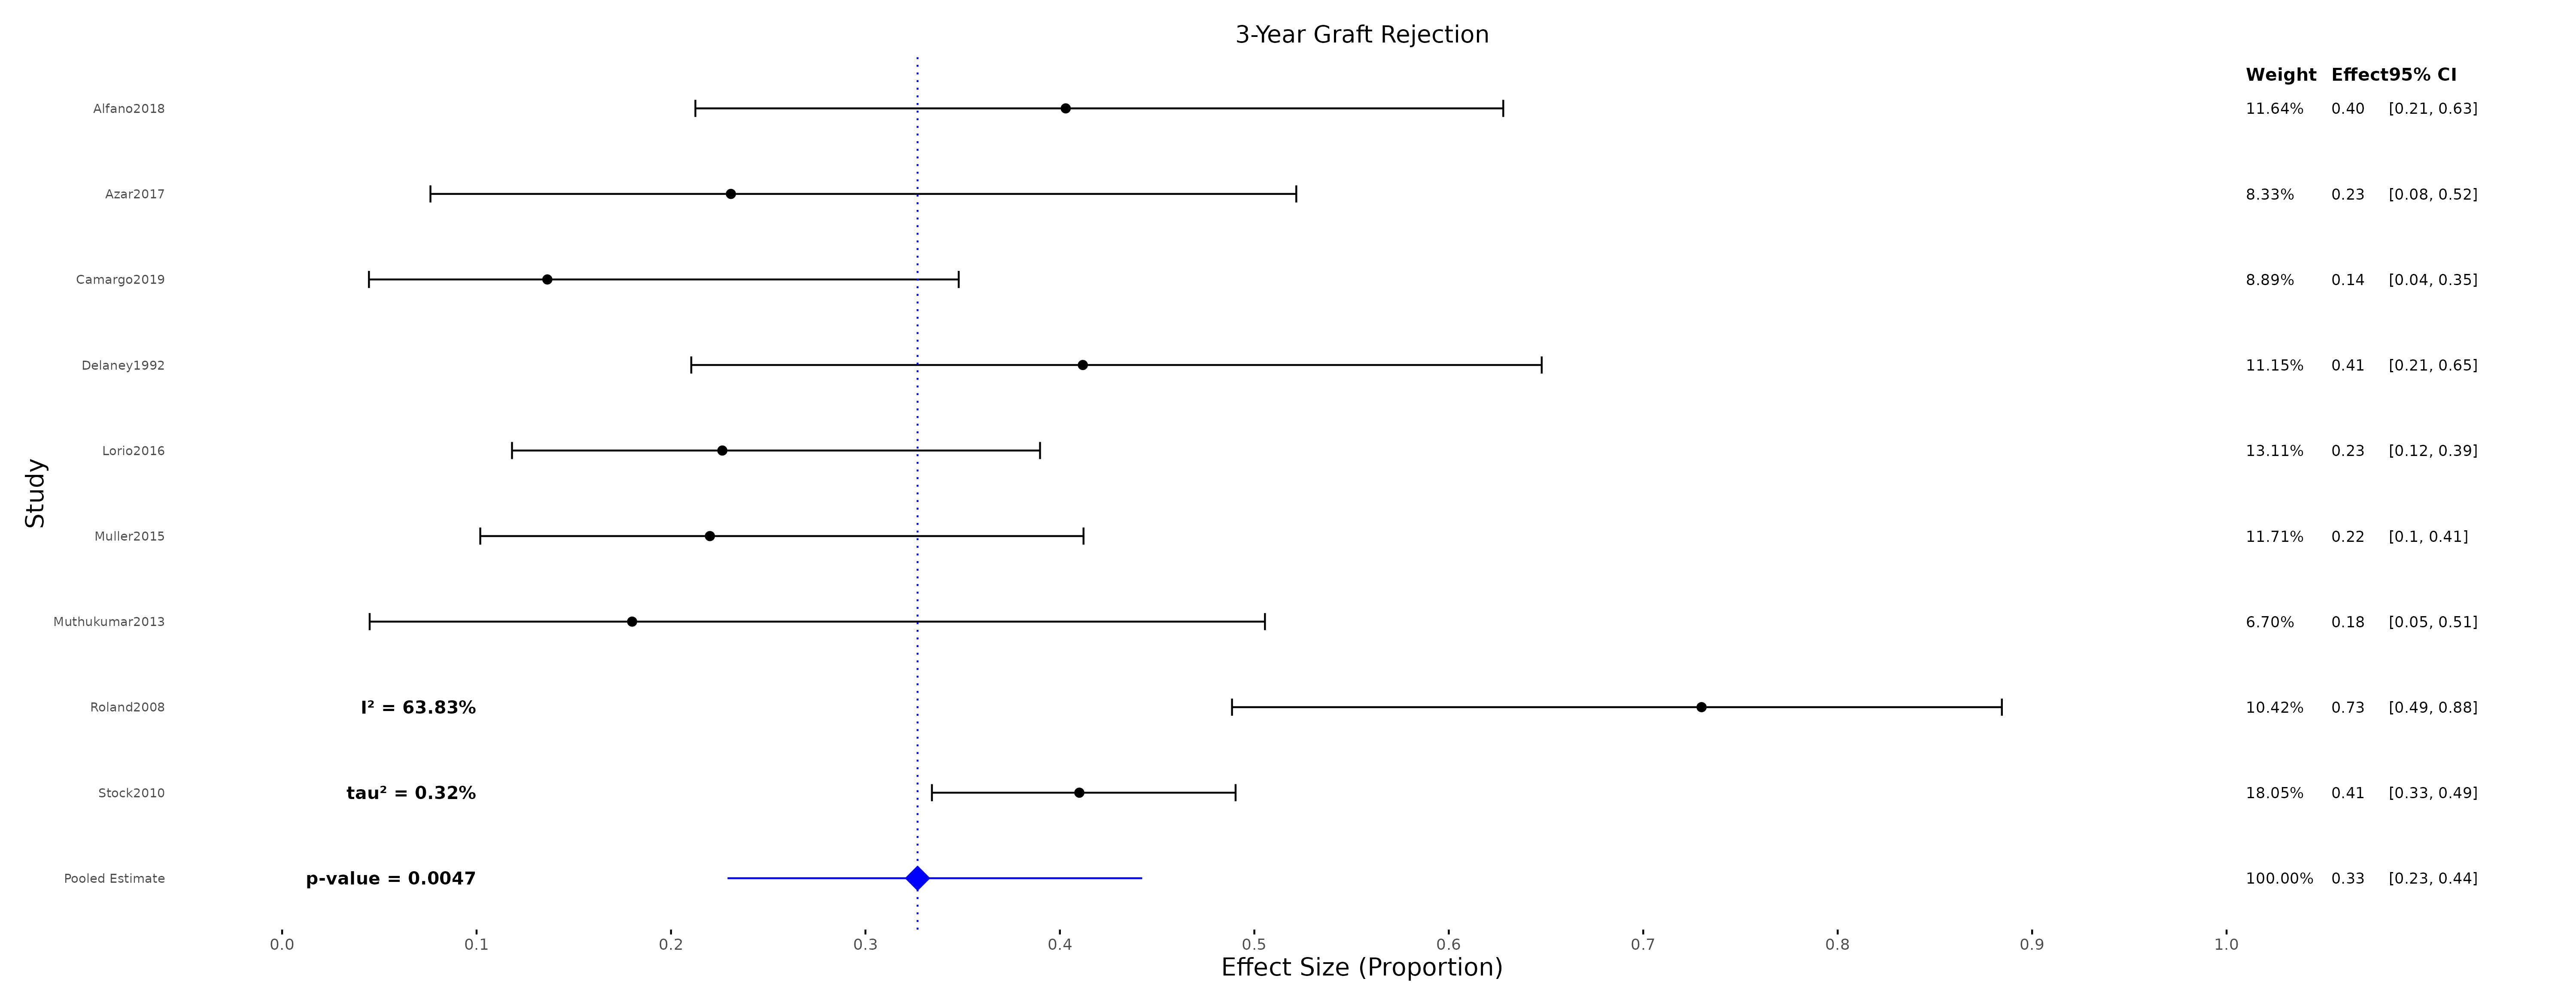 3-Year Graft Rejection
Weight Effect 95% CI
Alfano2018 11.64% 0.40 [0.21, 0.63]
Azar2017 8.33% 0.23 [0.08, 0.52]
Camargo2019 8.89% 0.14 [0.04, 0.35]
Delaney1992 11.15% 0.41 [0.21, 0.65]
Lorio2016 13.11% 0.23 [0.12, 0.39]
Study
Muller2015 11.71% 0.22 [0.1, 0.41]
Muthukumar2013 6.70% 0.18 [0.05, 0.51]
Roland2008 I² = 63.83% 10.42% 0.73 [0.49, 0.88]
Stock2010 tau² = 0.32% 18.05% 0.41 [0.33, 0.49]
Pooled Estimate p-value = 0.0047 100.00% 0.33 [0.23, 0.44]
0.0 0.1 0.2 0.3 0.4 0.5 0.6 0.7 0.8 0.9 1.0
Effect Size (Proportion)